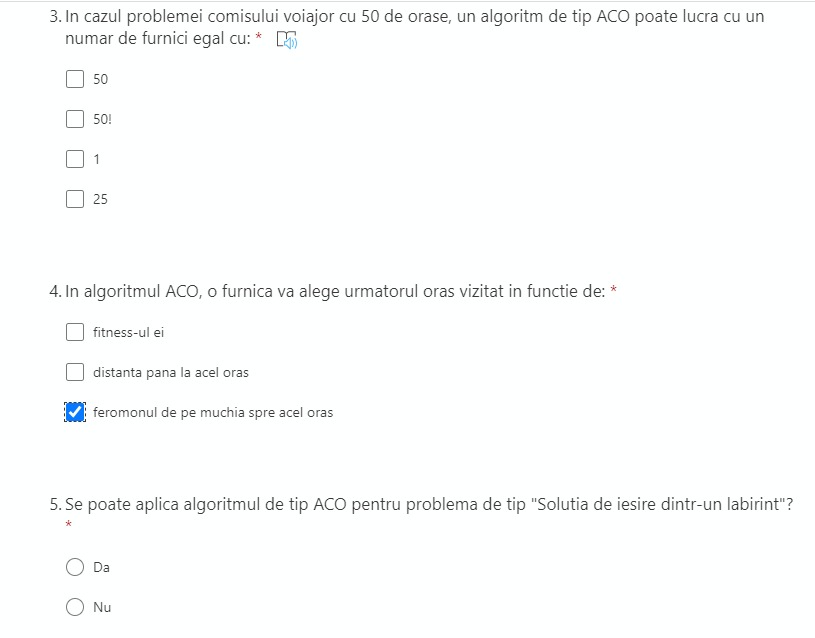 3. In cazul problemei comisului voiajor cu 50 de orase, un algoritm de tip ACO poate lucra cu un
numar de furnici egal cu: *
50
50!
1
25
4. In algoritmul ACO, o furnica va alege urmatorul oras vizitat in functie de: *
fitness-ul ei
distanta pana la acel oras
feromonul de pe muchia spre acel oras
5. Se poate aplica algoritmul de tip ACO pentru problema de tip "Solutia de iesire dintr-un labirint"?
*
Da
Nu